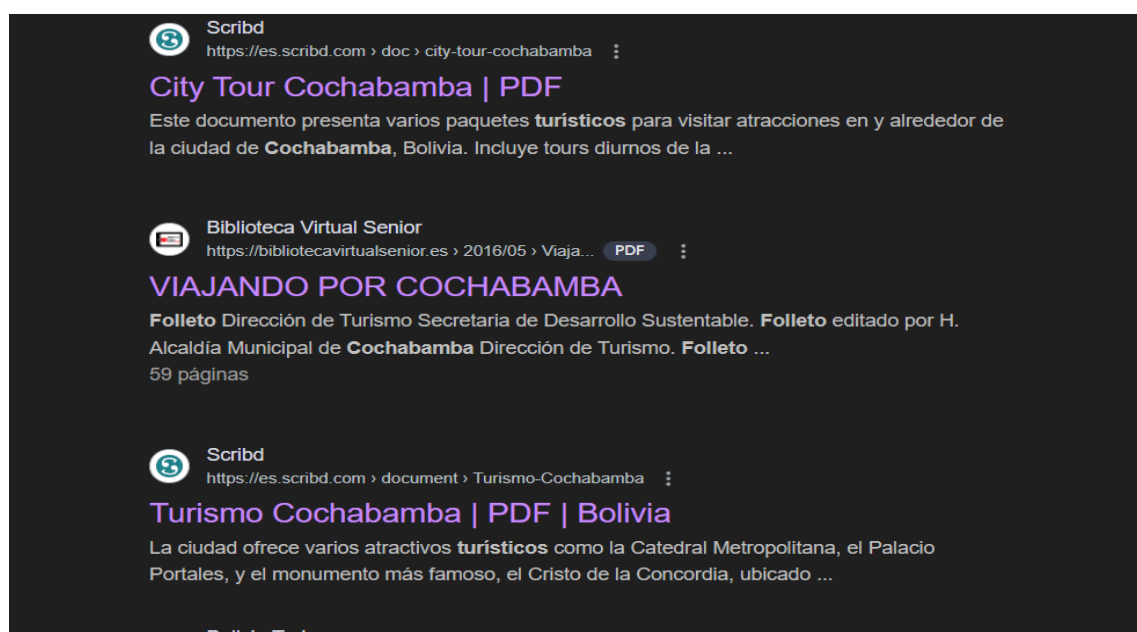 Scribd
https://es.scribd.com › doc › city-tour-cochabamba
City Tour Cochabamba | PDF
Este documento presenta varios paquetes turísticos para visitar atracciones en y alrededor de
la ciudad de Cochabamba, Bolivia. Incluye tours diurnos de la ...
Biblioteca Virtual Senior
https://bibliotecavirtualsenior.es › 2016/05 › Viaja... PDF
VIAJANDO POR COCHABAMBA
Folleto Dirección de Turismo Secretaria de Desarrollo Sustentable. Folleto editado por H.
Alcaldía Municipal de Cochabamba Dirección de Turismo. Folleto ...
59 páginas
Scribd
https://es.scribd.com › document › Turismo-Cochabamba
Turismo Cochabamba | PDF | Bolivia
La ciudad ofrece varios atractivos turísticos como la Catedral Metropolitana, el Palacio
Portales, y el monumento más famoso, el Cristo de la Concordia, ubicado ...